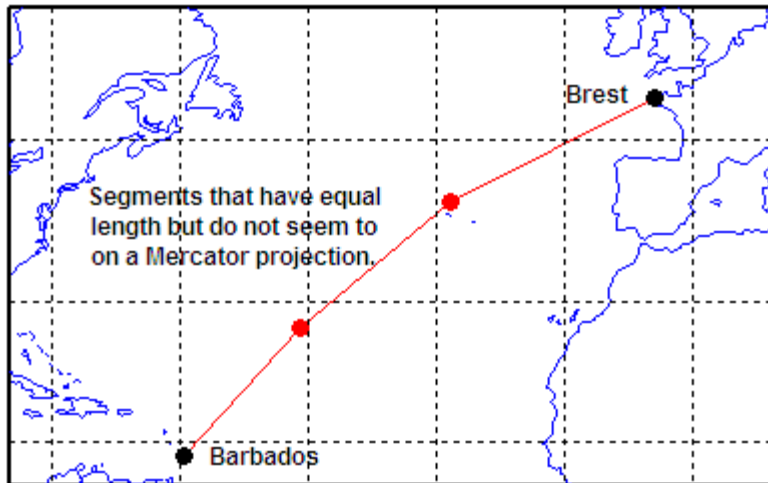 Brest
Segments that have equal
length but do not seem to
on a Mercator projection.
Barbados